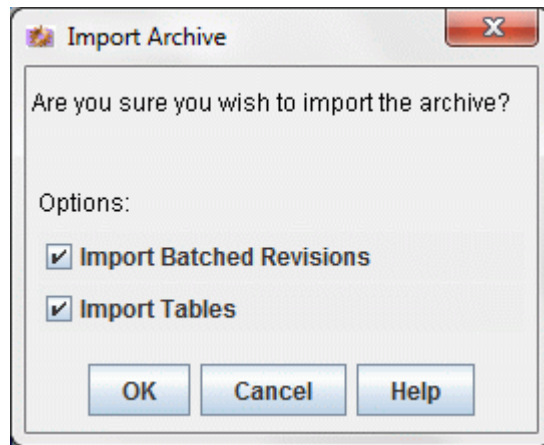 Import Archive
Are you sure you wish to import the archive?
Options:
Import Batched Revisions
Import Tables
OK Cancel Help